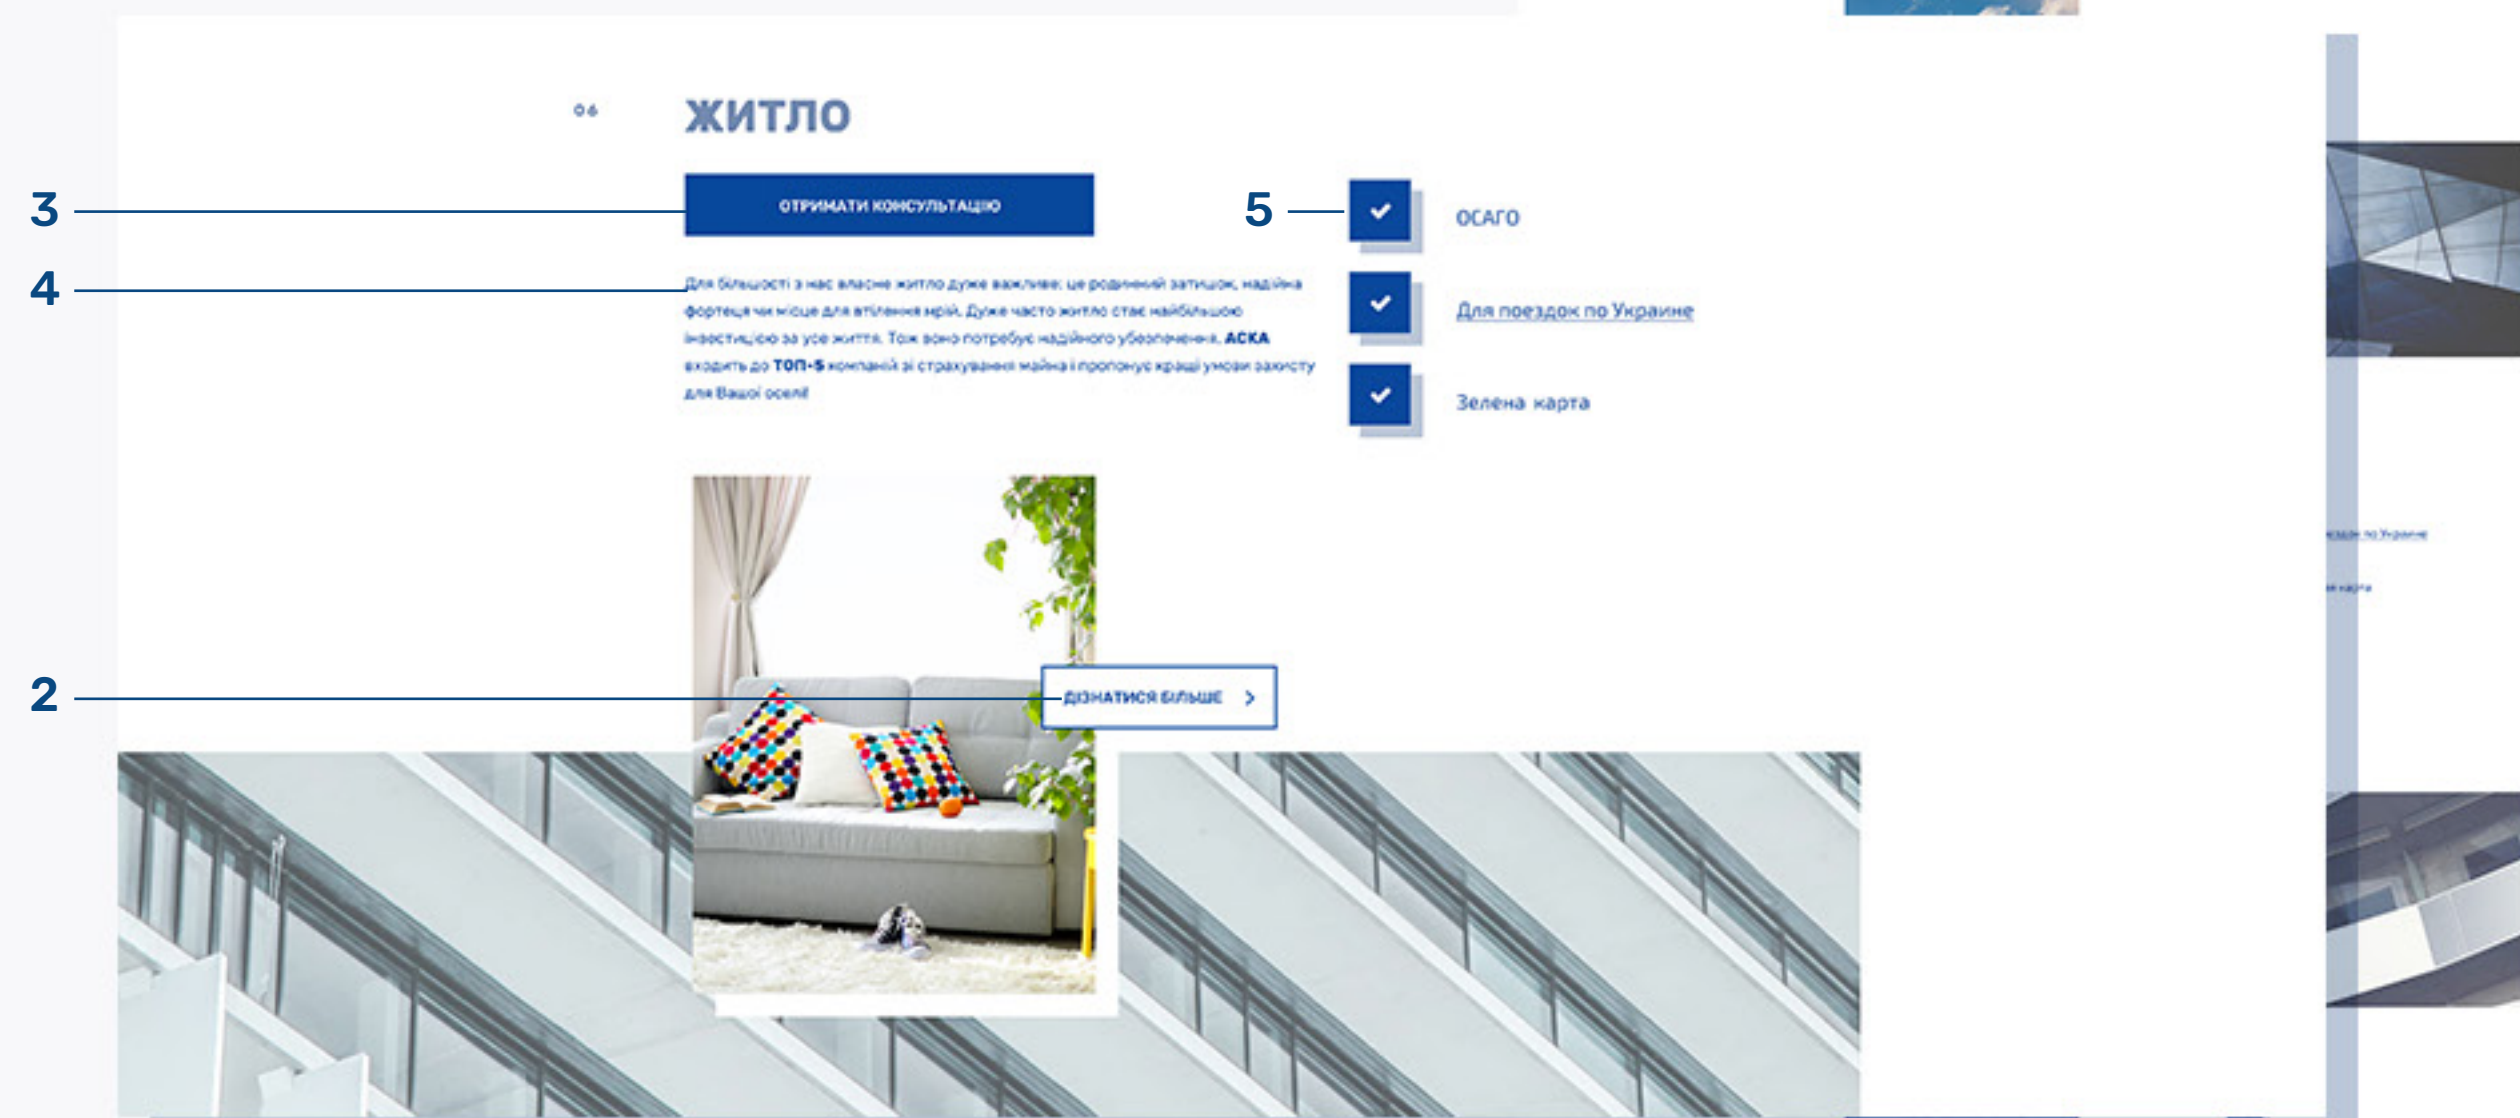 06
ЖИТЛО
3
ОТРИМАТИ КОНСУЛЬТАЦІЮ
4
Для більшості з нас власне житло дуже важливе: це родинний затишок, надійна
фортеця чи місце для втілення мрій. Дуже часто житло стає найбільшою
інвестицією за усе життя. Тож воно потребує надійного убезпечення. АСКА
входить до ТОП-5 компаній зі страхування майна і пропонує кращі умови захисту
для Вашої оселі!
5
ОСАГО
Для поездок по Украине
Зелена карта
2
ДІЗНАТИСЯ БІЛЬШЕ
по Украине
карта